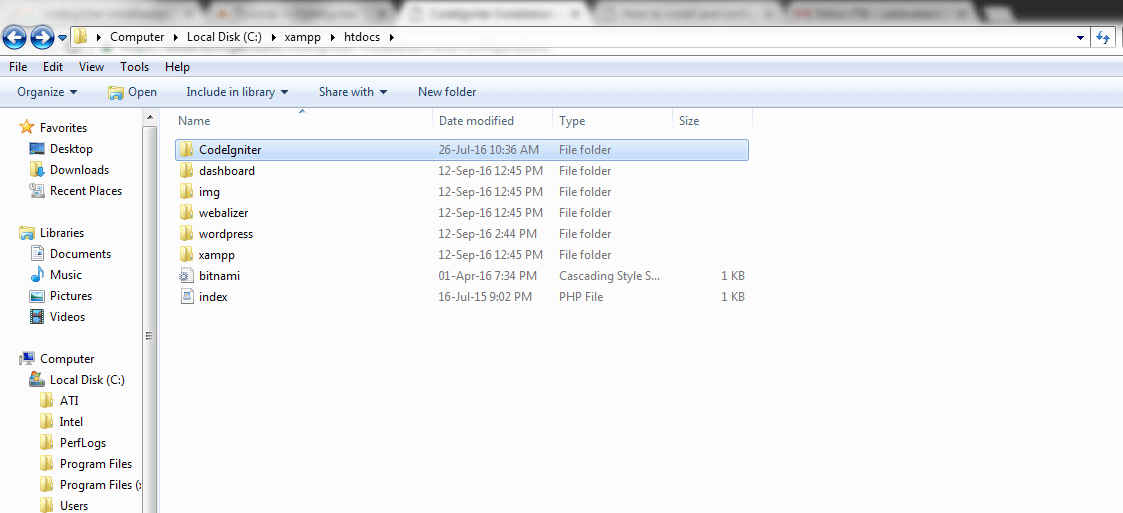 Computer Local Disk (C:) xampp htdocs
File Edit View Tools Help
Organize Open Include in library Share with New folder
Name Date modified Type Size
Favorites
Desktop
Downloads
Recent Places
Libraries
Documents
Music
Pictures
Videos
Computer
Local Disk (C:)
ATI
Intel
PerfLogs
Program Files
Program Files (x
Users
CodeIgniter 26-Jul-16 10:36 AM File folder
dashboard 12-Sep-16 12:45 PM File folder
img 12-Sep-16 12:45 PM File folder
webalizer 12-Sep-16 12:45 PM File folder
wordpress 12-Sep-16 2:44 PM File folder
xampp 12-Sep-16 12:45 PM File folder
bitnami 01-Apr-16 7:34 PM Cascading Style S... 1 KB
index 16-Jul-15 9:02 PM PHP File 1 KB